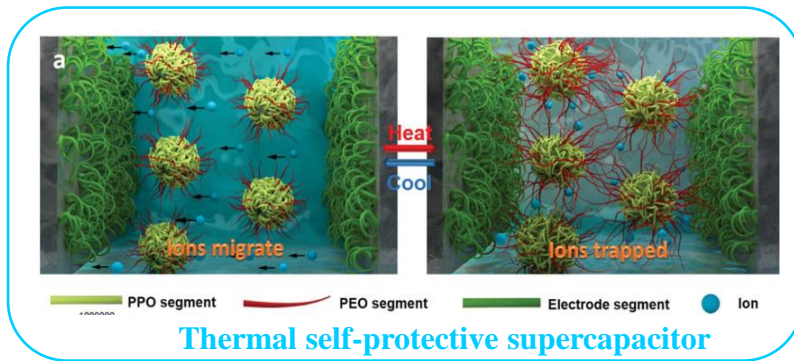 a
Heat
Cool
Ions migrate
Ions trapped
PPO segment PEO segment Electrode segment Ion
Thermal self-protective supercapacitor